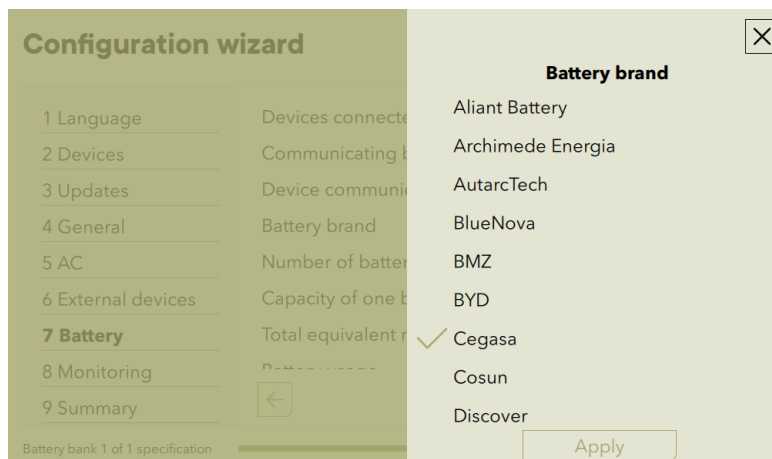 Configuration wizard
1 Language
2 Devices
3 Updates
4 General
5 AC
6 External devices
7 Battery
8 Monitoring
9 Summary
Battery bank 1 of 1 specification
Devices connecte
Communicating b
Device communi
Battery brand
Number of batter
Capacity of one b
Total equivalent r
Battery brand
Aliant Battery
Archimede Energia
AutarcTech
BlueNova
BMZ
BYD
Cegasa
Cosun
Discover
Apply